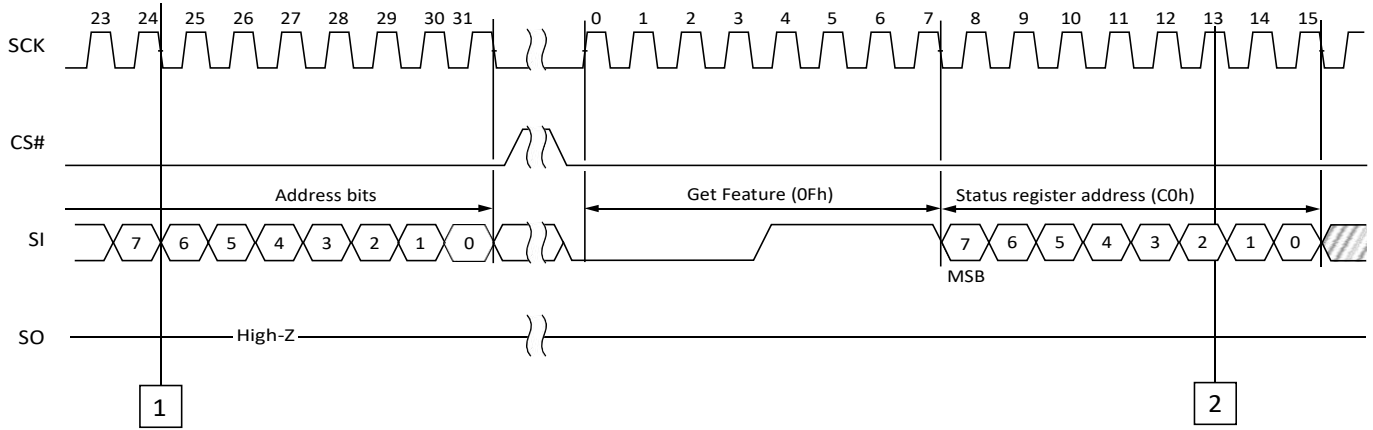 23 24 25 26 27 28 29 30 31 0 1 2 3 4 5 6 7 8 9 10 11 12 13 14 15
SCK
CS#
Address bits Get Feature (0Fh) Status register address (C0h)
SI 7 6 5 4 3 2 1 0 7 6 5 4 3 2 1 0
MSB
SO High-Z
1 2